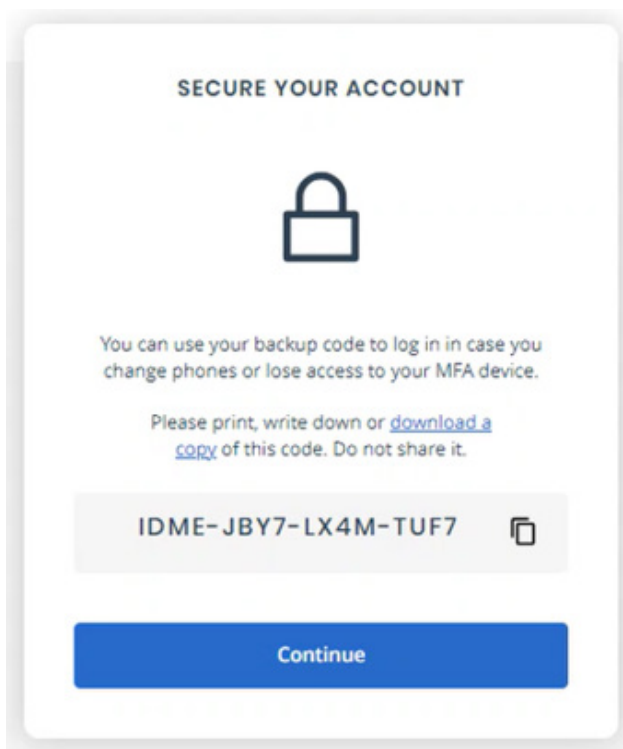 SECURE YOUR ACCOUNT
You can use your backup code to log in in case you
change phones or lose access to your MFA device.
Please print, write down or download a
copy of this code. Do not share it.
IDME-JBY7-LX4M-TUF7
Continue